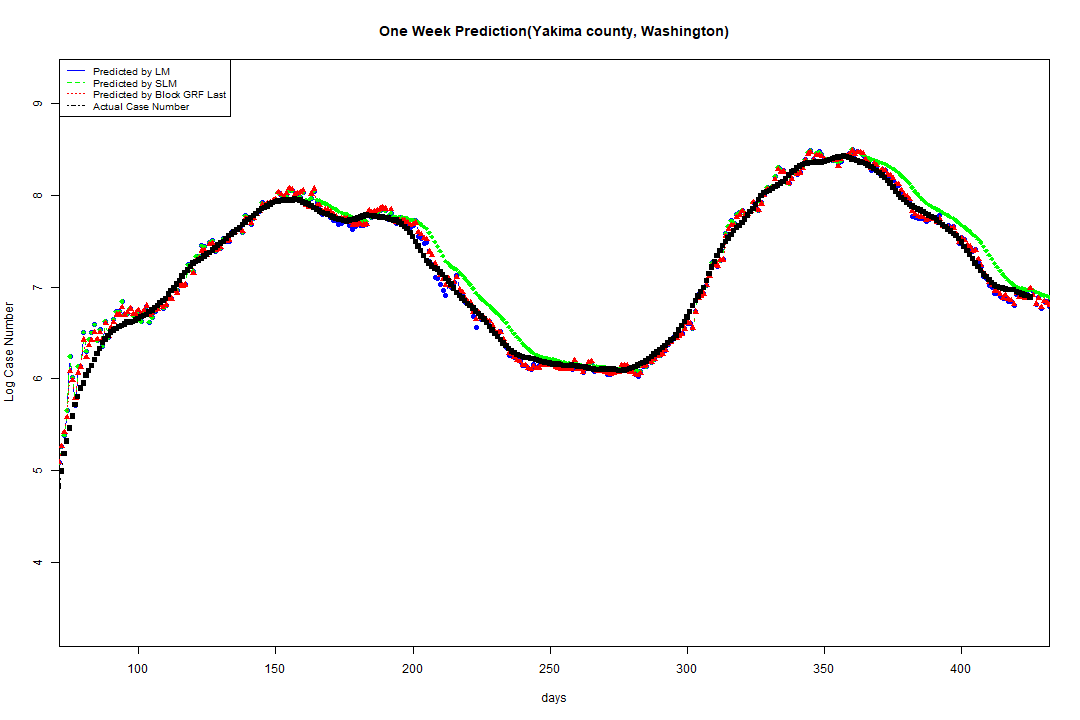 One Week Prediction(Yakima county, Washington)
Predicted by LM
Predicted by SLM
Predicted by Block GRF Last
Actual Case Number
9
8
7
6
5
4
Log Case Number
100 150 200 250 300 350 400
days